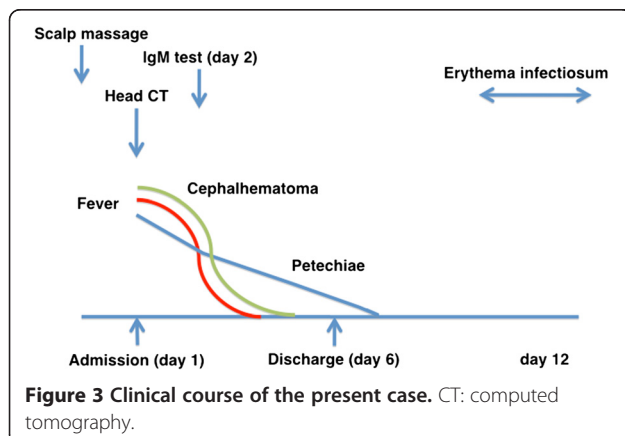 Scalp massage
IgM test (day 2)
Erythema infectiosum
Head CT
Cephalhematoma
Fever
Petechiae
Admission (day 1)
Discharge (day 6)
day 12
Figure 3 Clinical course of the present case. CT: computed
tomography.